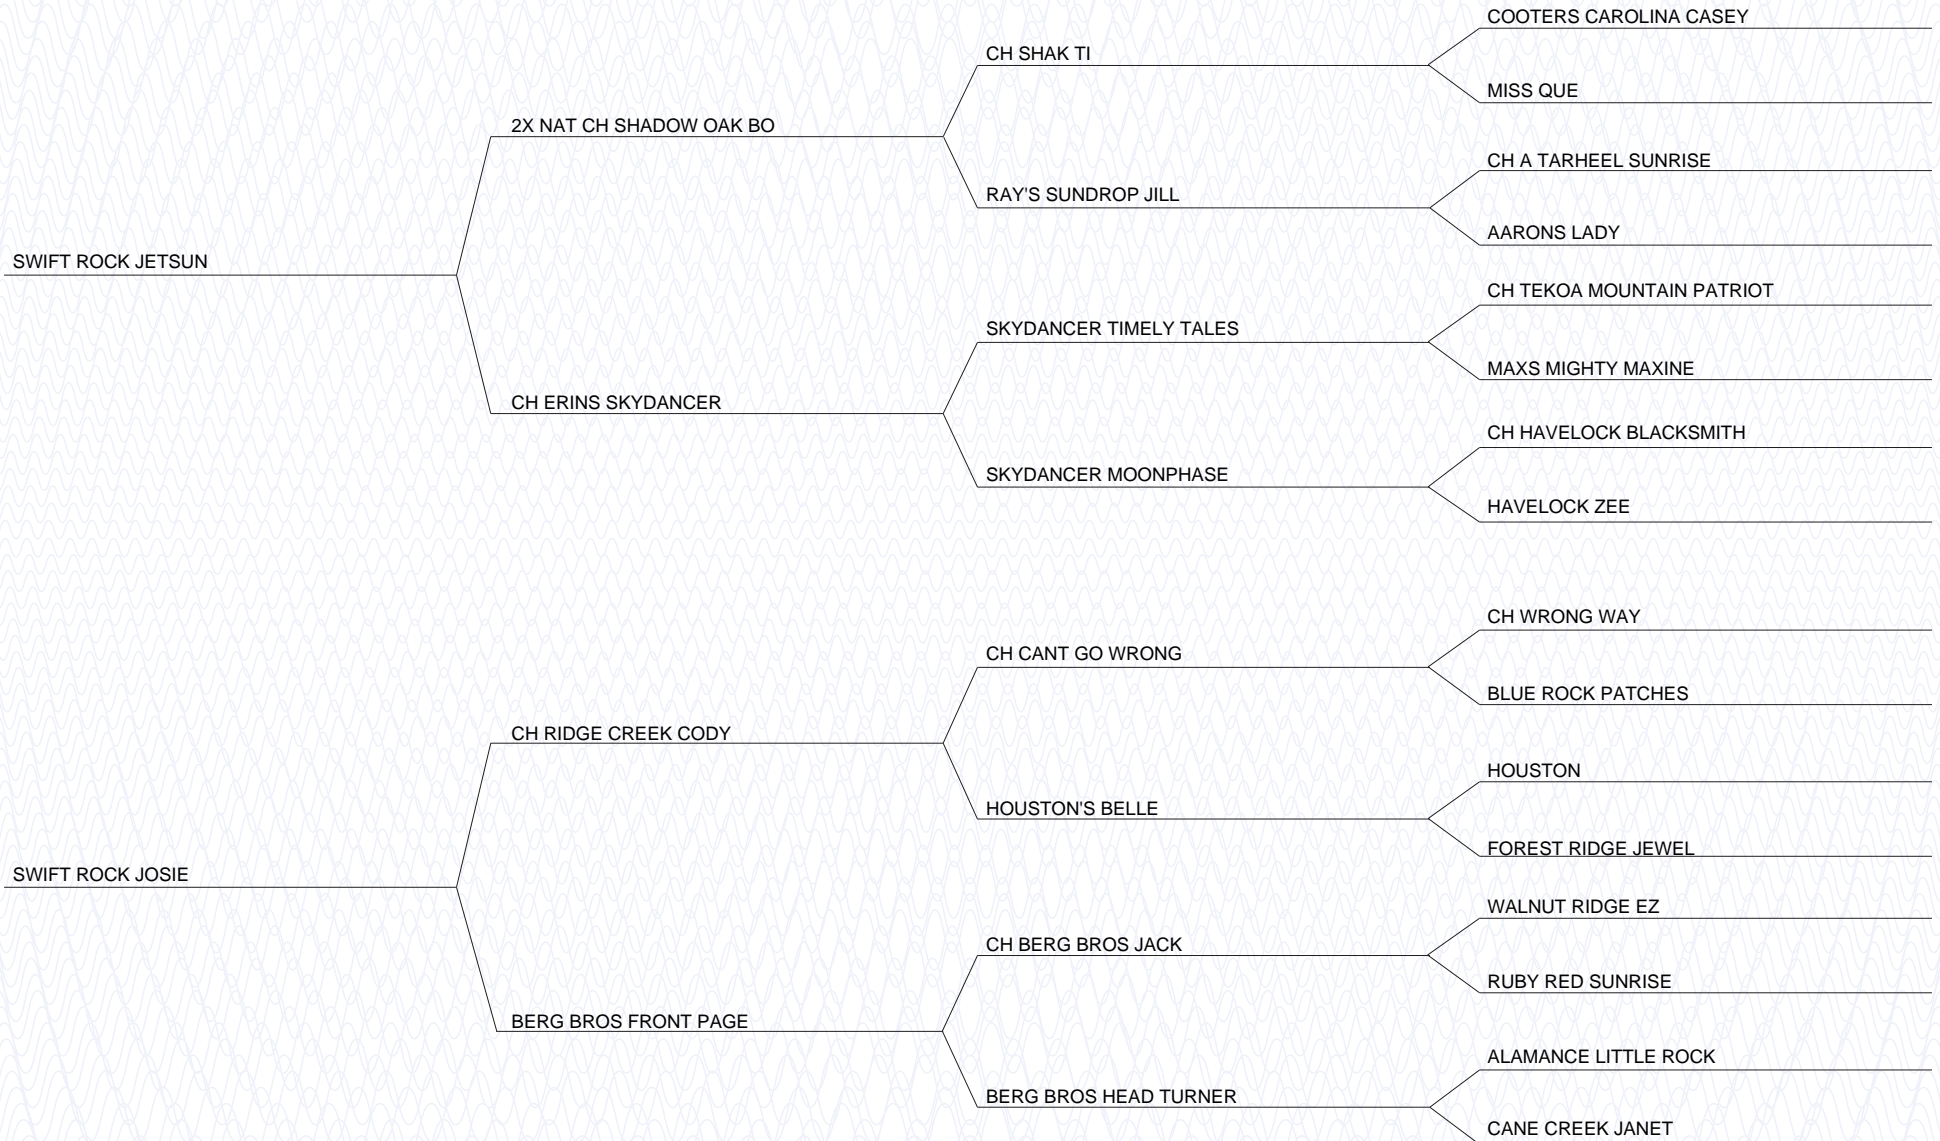 COOTERS CAROLINA CASEY
CH SHAK TI
MISS QUE
2X NAT CH SHADOW OAK BO
CH A TARHEEL SUNRISE
RAY'S SUNDROP JILL
AARONS LADY
SWIFT ROCK JETSUN
CH TEKOA MOUNTAIN PATRIOT
SKYDANCER TIMELY TALES
MAXS MIGHTY MAXINE
CH ERINS SKYDANCER
CH HAVELOCK BLACKSMITH
SKYDANCER MOONPHASE
HAVELOCK ZEE
CH WRONG WAY
CH CANT GO WRONG
BLUE ROCK PATCHES
CH RIDGE CREEK CODY
HOUSTON
HOUSTON'S BELLE
FOREST RIDGE JEWEL
SWIFT ROCK JOSIE
WALNUT RIDGE EZ
CH BERG BROS JACK
RUBY RED SUNRISE
BERG BROS FRONT PAGE
ALAMANCE LITTLE ROCK
BERG BROS HEAD TURNER
CANE CREEK JANET